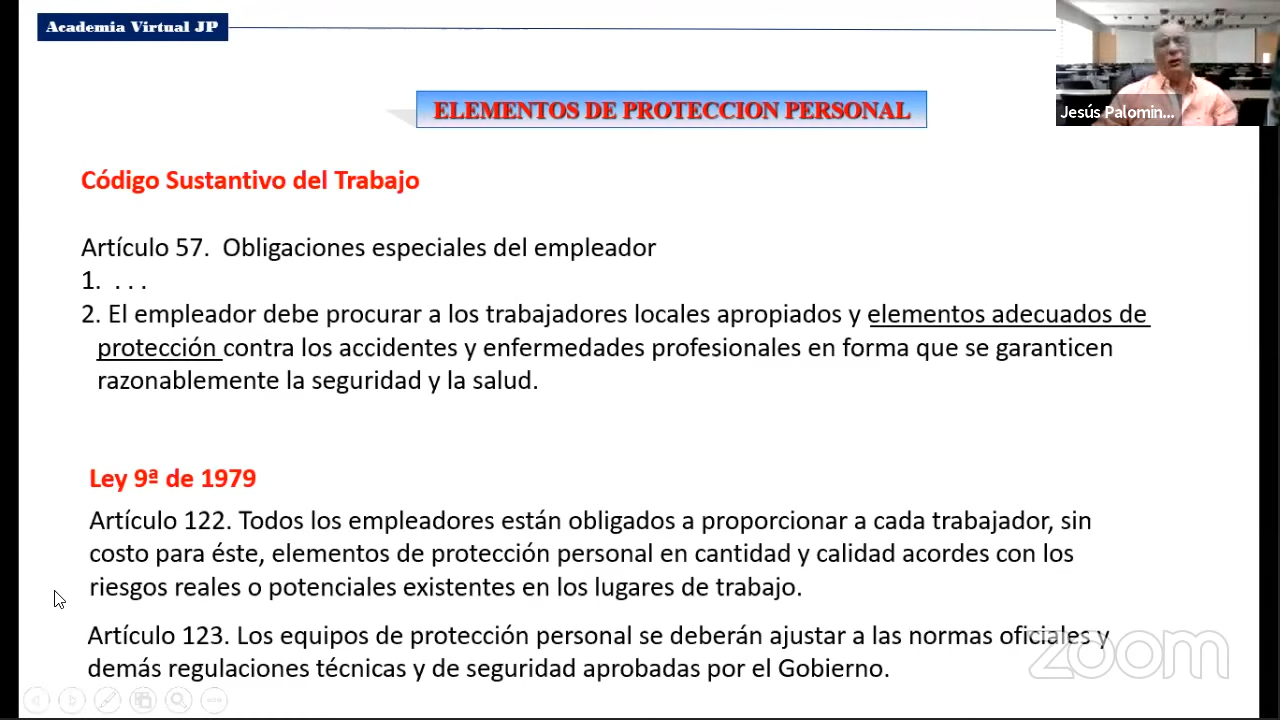 Academia Virtual JP
Jesús Palomin...
ELEMENTOS DE PROTECCION PERSONAL
Código Sustantivo del Trabajo
Artículo 57.  Obligaciones especiales del empleador
1.  . . .
2. El empleador debe procurar a los trabajadores locales apropiados y elementos adecuados de
protección contra los accidentes y enfermedades profesionales en forma que se garanticen
razonablemente la seguridad y la salud.
Ley 9ª de 1979
Artículo 122. Todos los empleadores están obligados a proporcionar a cada trabajador, sin
costo para éste, elementos de protección personal en cantidad y calidad acordes con los
riesgos reales o potenciales existentes en los lugares de trabajo.
Artículo 123. Los equipos de protección personal se deberán ajustar a las normas oficiales y
demás regulaciones técnicas y de seguridad aprobadas por el Gobierno.
zoom